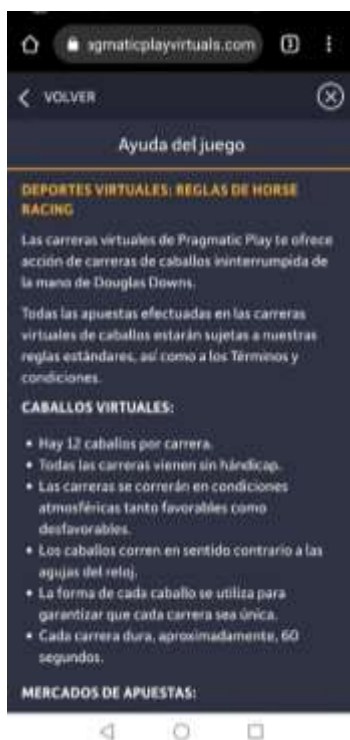 agmaticplayvirtuals.com
3
VOLVER
Ayuda del juego
DEPORTES VIRTUALES: REGLAS DE HORSE
RACING
Las carreras virtuales de Pragmatic Play te ofrece
acción de carreras de caballos ininterrumpida de
la mano de Douglas Downs.
Todas las apuestas efectuadas en las carreras
virtuales de caballos estarán sujetas a nuestras
reglas estándares, así como a los Términos y
condiciones.
CABALLOS VIRTUALES:
• Hay 12 caballos por carrera.
• Todas las carreras vienen sin hándicap.
• Las carreras se correrán en condiciones
atmosféricas tanto favorables como
desfavorables.
• Los caballos corren en sentido contrario a las
agujas del reloj.
• La forma de cada caballo se utiliza para
garantizar que cada carrera sea única.
• Cada carrera dura, aproximadamente, 60
segundos.
MERCADOS DE APUESTAS: